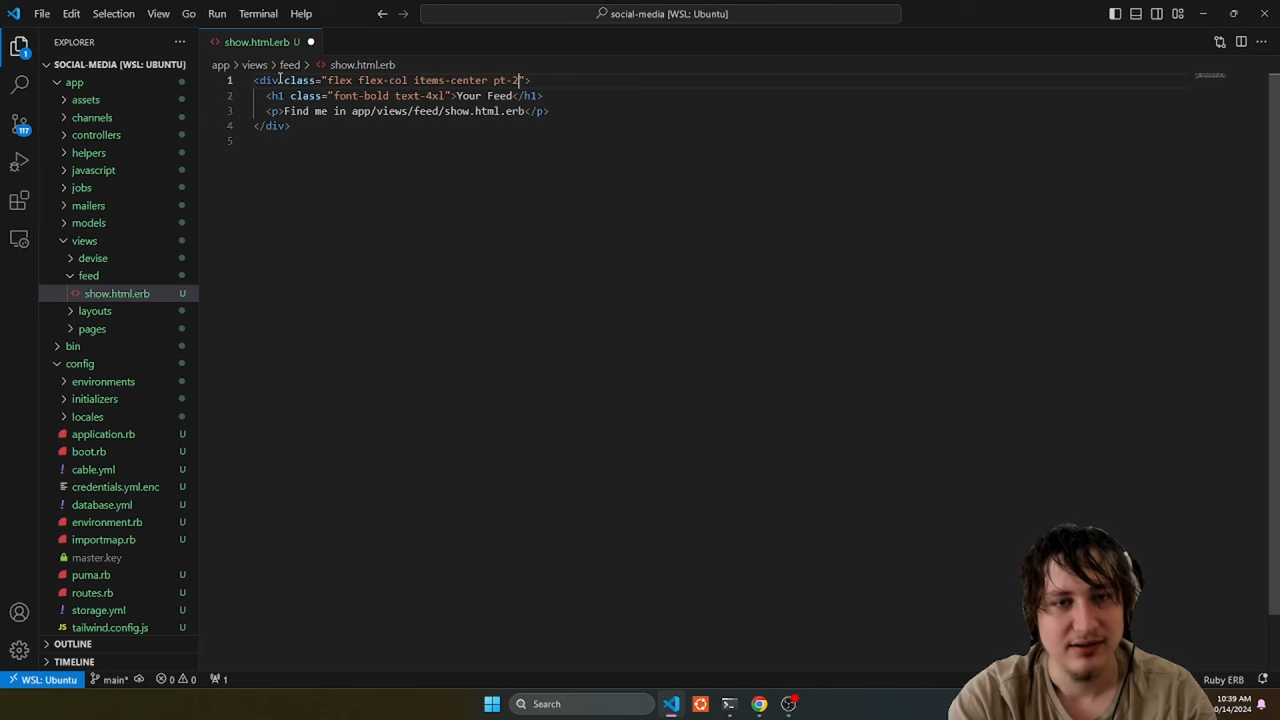 File Edit Selection View Go Run Terminal Help
social-media [WSL: Ubuntu]
EXPLORER
SOCIAL-MEDIA [WSL: UBUNTU]
app
assets
channels
controllers
helpers
javascript
jobs
mailers
models
views
devise
feed
show.html.erb U
layouts
pages
bin
config
environments
initializers
locales
application.rb U
boot.rb U
cable.yml U
credentials.yml.enc U
database.yml U
environment.rb U
importmap.rb U
master.key
puma.rb U
routes.rb U
storage.yml U
tailwind.config.js U
OUTLINE
TIMELINE
1
117
show.html.erb U
app > views > feed > show.html.erb
1 <div class="flex flex-col items-center pt-2">
2 <h1 class="font-bold text-4xl">Your Feed</h1>
3 <p>Find me in app/views/feed/show.html.erb</p>
4 </div>
5
WSL: Ubuntu main* 0 0 1 Ruby ERB
Search
10:39 AM
10/14/2024